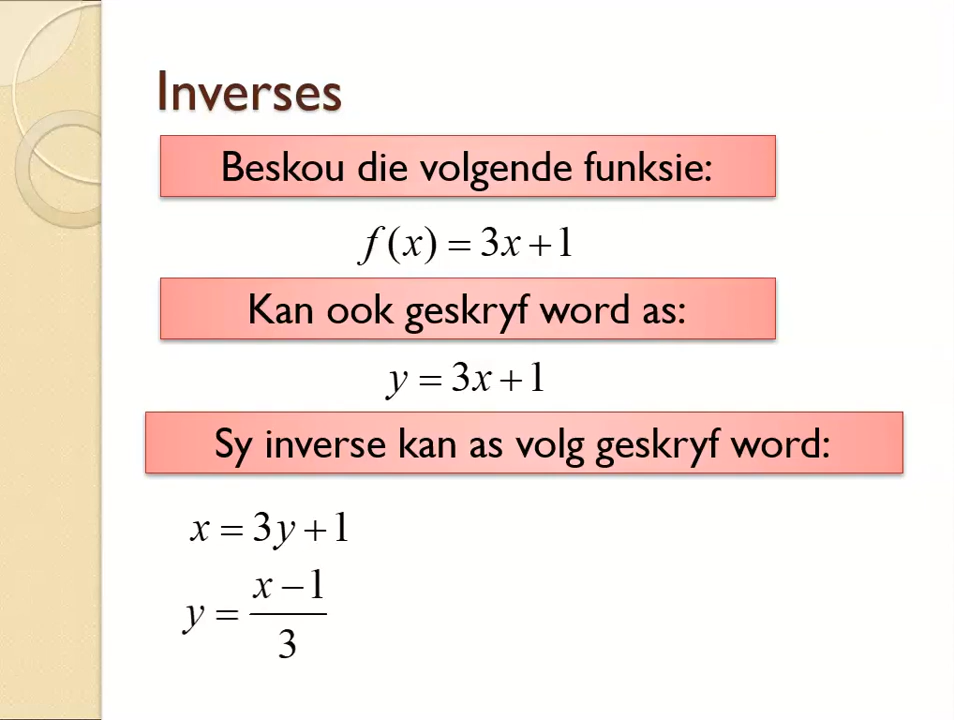 Inverses
Beskou die volgende funksie:
f(x) = 3x + 1
Kan ook geskryf word as:
y = 3x + 1
Sy inverse kan as volg geskryf word:
x = 3y + 1
y = (x − 1)/3